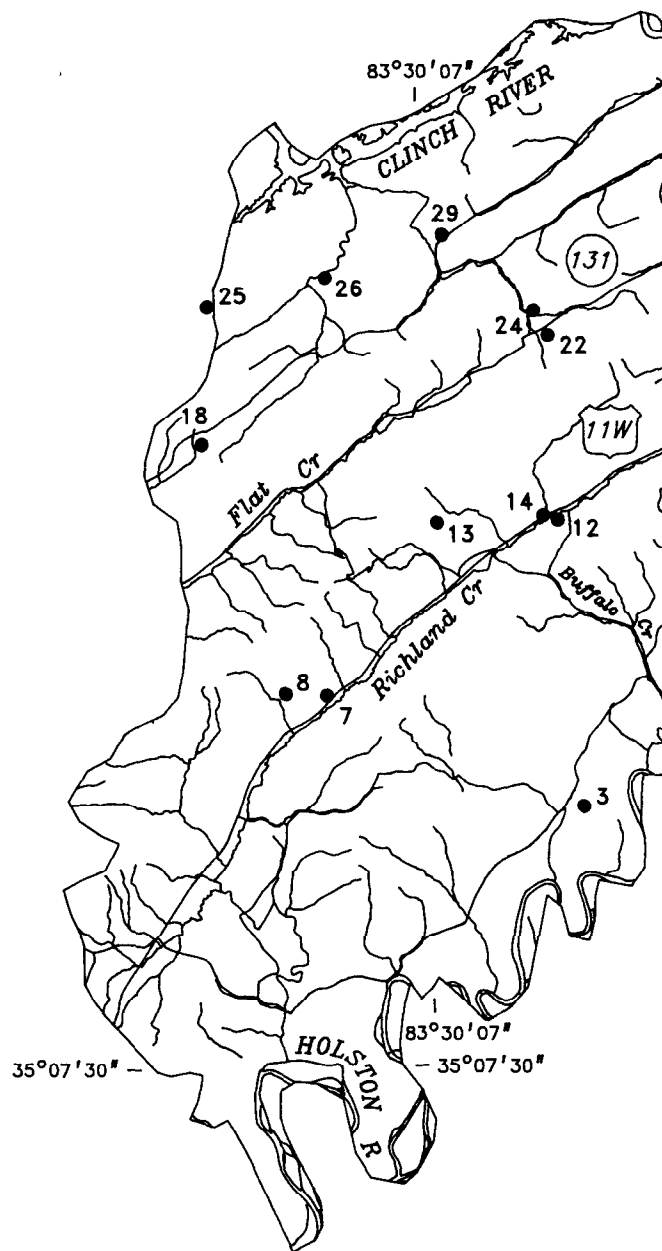 83°30'07"
CLINCH RIVER
29
131
26
25
24
22
18
11W
Flat Cr
14
13
12
Buffalo Cr
Richland Cr
8
7
3
83°30'07"
HOLSTON R
35°07'30"
35°07'30"